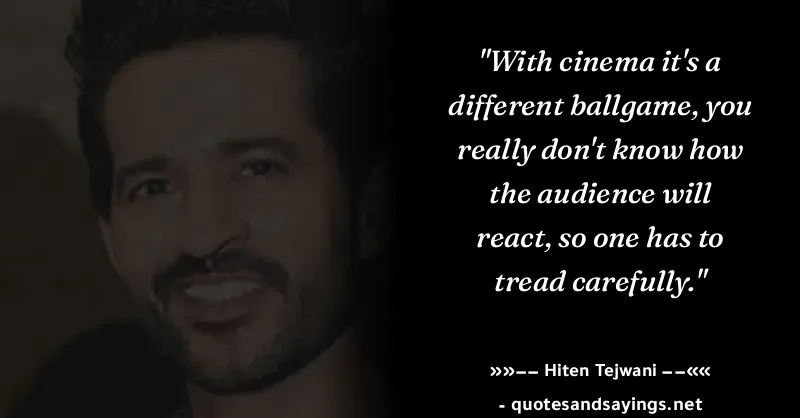 "With cinema it's a
different ballgame, you
really don't know how
the audience will
react, so one has to
tread carefully."
»»–– Hiten Tejwani ––««
- quotesandsayings.net